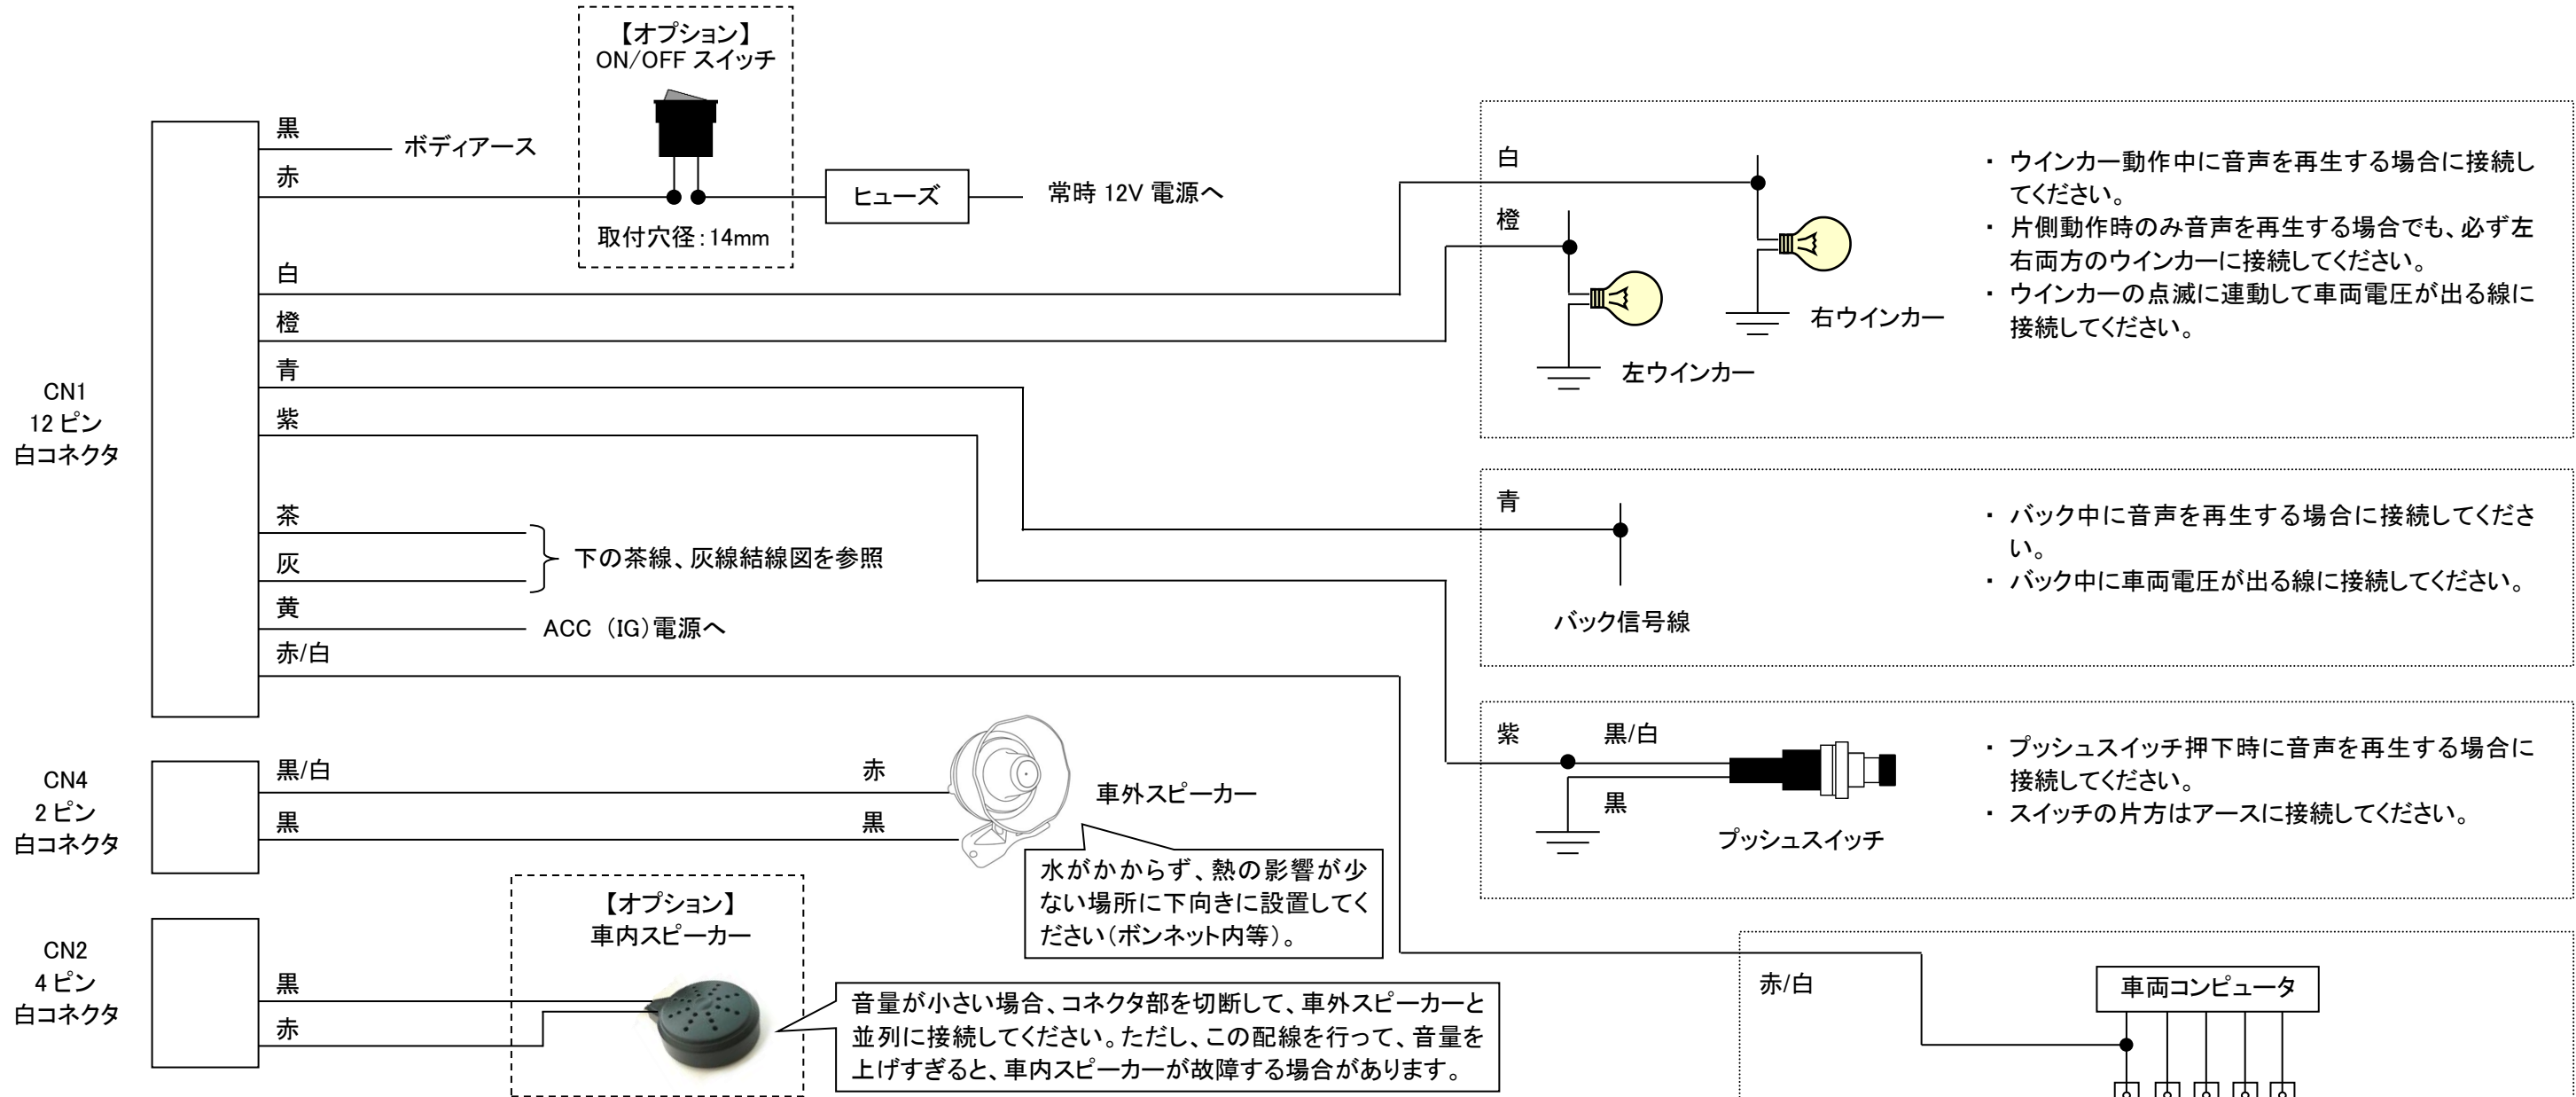 【オプション】
ON/OFF スイッチ
取付穴径:14mm
黒
ボディアース
赤
ヒューズ
常時 12V 電源へ
白
橙
青
紫
CN1
12 ピン
白コネクタ
茶
灰
下の茶線、灰線結線図を参照
黄
ACC (IG)電源へ
赤/白
白
橙
右ウインカー
左ウインカー
・ ウインカー動作中に音声を再生する場合に接続し
てください。
・ 片側動作時のみ音声を再生する場合でも、必ず左
右両方のウインカーに接続してください。
・ ウインカーの点滅に連動して車両電圧が出る線に
接続してください。
青
バック信号線
・ バック中に音声を再生する場合に接続してくださ
い。
・ バック中に車両電圧が出る線に接続してください。
紫
黒/白
黒
プッシュスイッチ
・ プッシュスイッチ押下時に音声を再生する場合に
接続してください。
・ スイッチの片方はアースに接続してください。
CN4
2 ピン
白コネクタ
黒/白
赤
黒
黒
車外スピーカー
水がかからず、熱の影響が少
ない場所に下向きに設置してく
ださい(ボンネット内等)。
CN2
4 ピン
白コネクタ
黒
赤
【オプション】
車内スピーカー
音量が小さい場合、コネクタ部を切断して、車外スピーカーと
並列に接続してください。ただし、この配線を行って、音量を
上げすぎると、車内スピーカーが故障する場合があります。
赤/白
車両コンピュータ